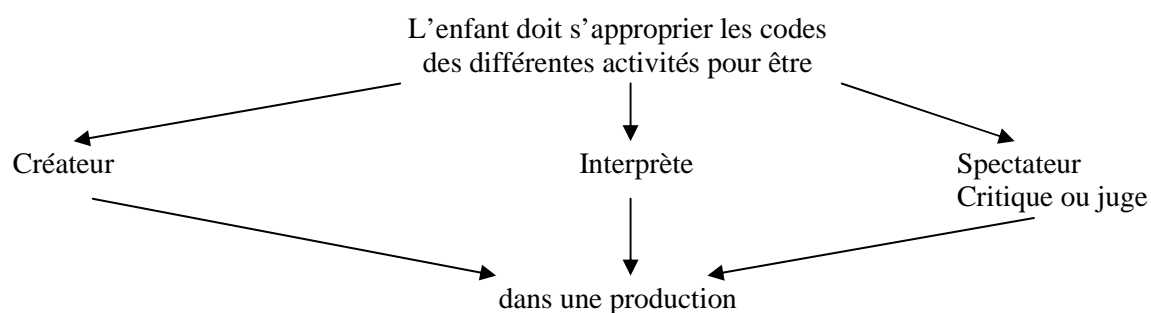 L'enfant doit s'approprier les codes
des différentes activités pour être
Créateur
Interprète
Spectateur
Critique ou juge
dans une production